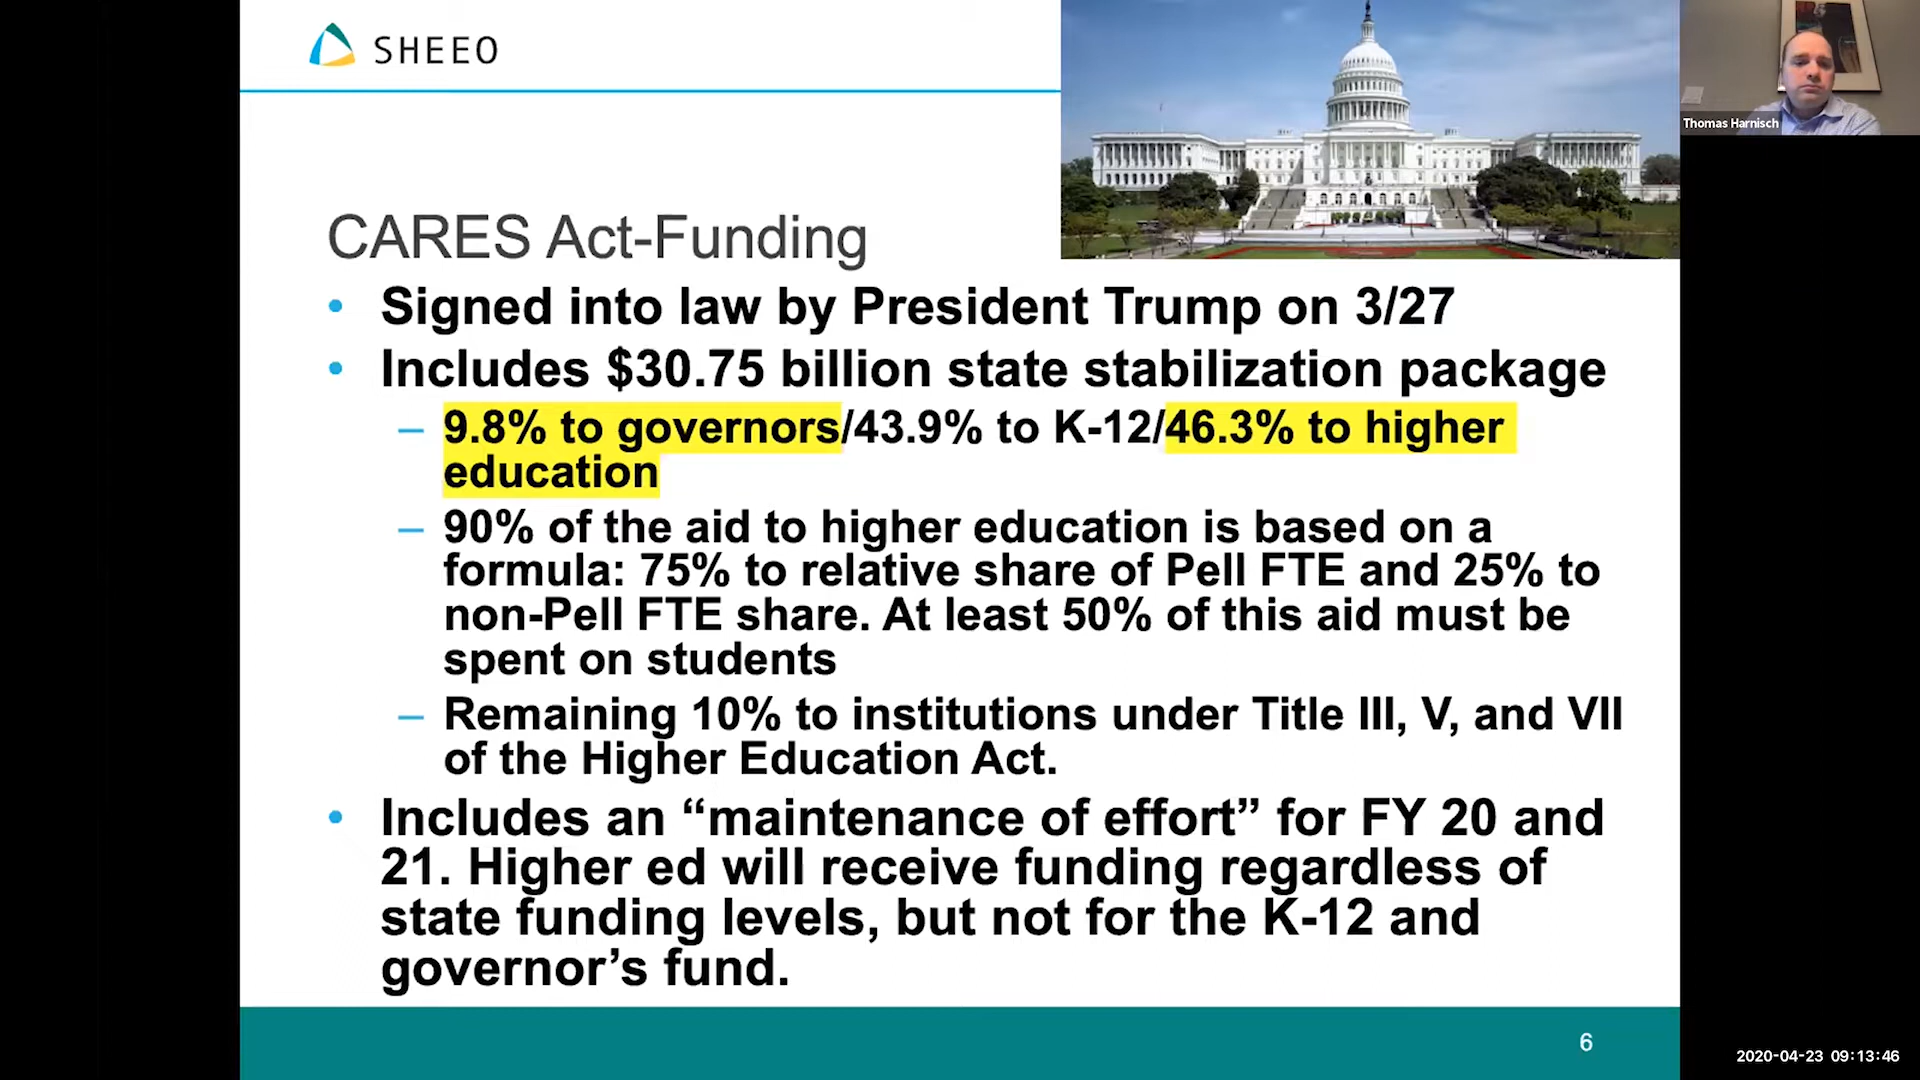 SHEEO
Thomas Harnisch
CARES Act-Funding
• Signed into law by President Trump on 3/27
• Includes $30.75 billion state stabilization package
– 9.8% to governors/43.9% to K-12/46.3% to higher
education
– 90% of the aid to higher education is based on a
formula: 75% to relative share of Pell FTE and 25% to
non-Pell FTE share. At least 50% of this aid must be
spent on students
– Remaining 10% to institutions under Title III, V, and VII
of the Higher Education Act.
• Includes an “maintenance of effort” for FY 20 and
21. Higher ed will receive funding regardless of
state funding levels, but not for the K-12 and
governor’s fund.
6
2020-04-23 09:13:46